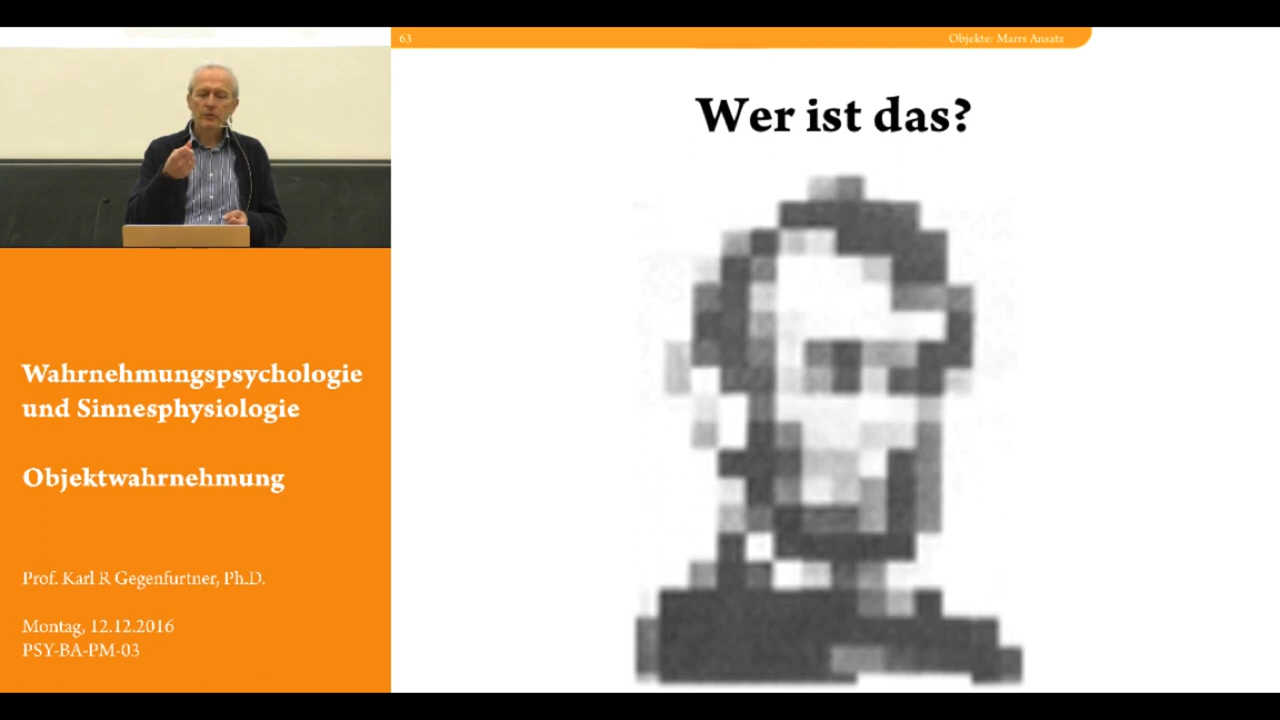 63
Objekte: Marrs Ansatz
Wer ist das?
Wahrnehmungspsychologie
und Sinnesphysiologie
Objektwahrnehmung
Prof. Karl R Gegenfurtner, Ph.D.
Montag, 12.12.2016
PSY-BA-PM-03